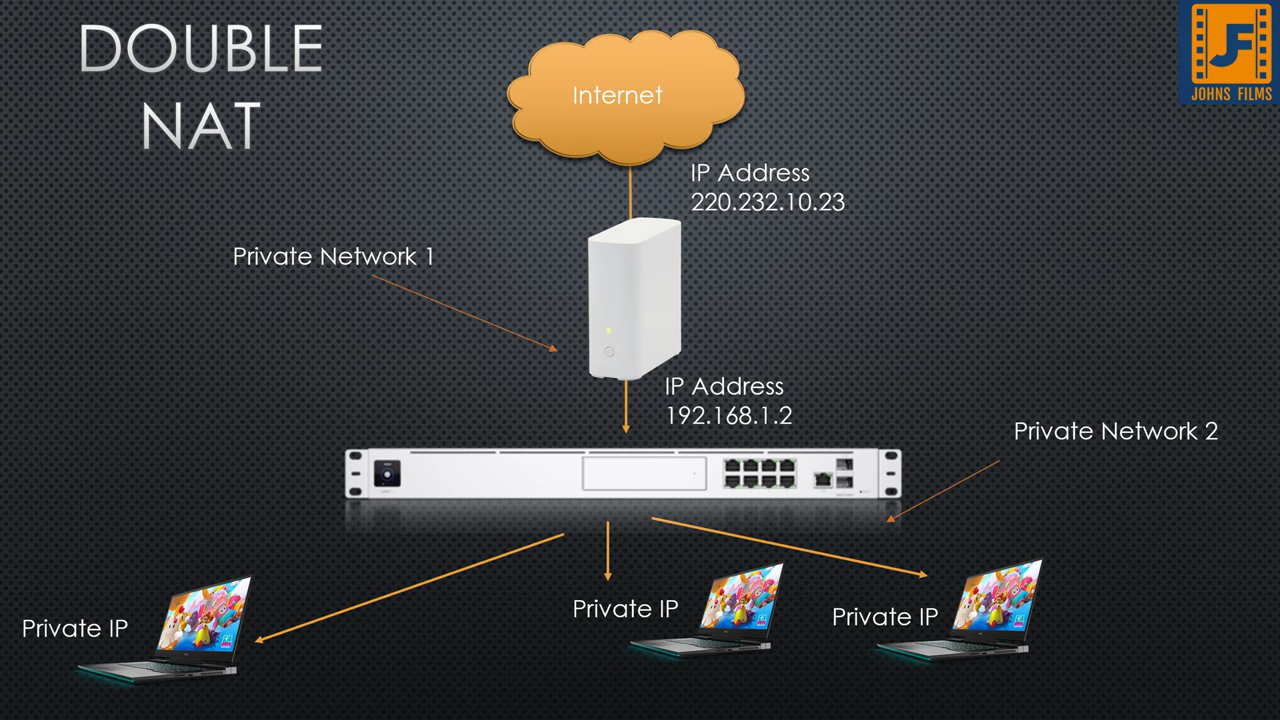 DOUBLE
NAT
Internet
JF
JOHNS FILMS
IP Address
220.232.10.23
Private Network 1
IP Address
192.168.1.2
Private Network 2
Private IP
Private IP
Private IP